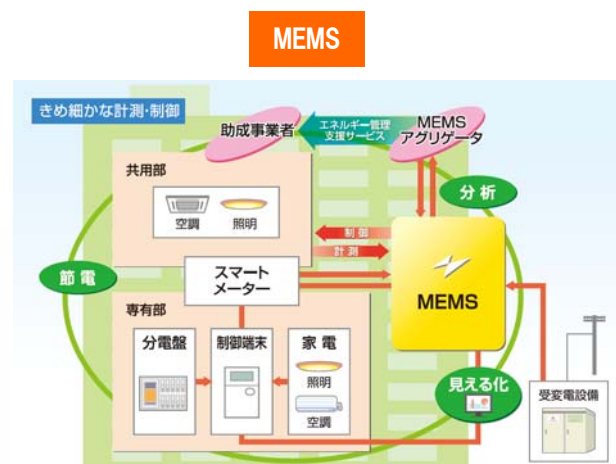 MEMS
きめ細かな計測・制御
助成事業者
エネルギー管理
支援サービス
MEMS
アグリゲータ
共用部
空調
照明
分析
制御
計測
節電
スマート
メーター
MEMS
専有部
分電盤
制御端末
家電
照明
空調
見える化
受変電設備